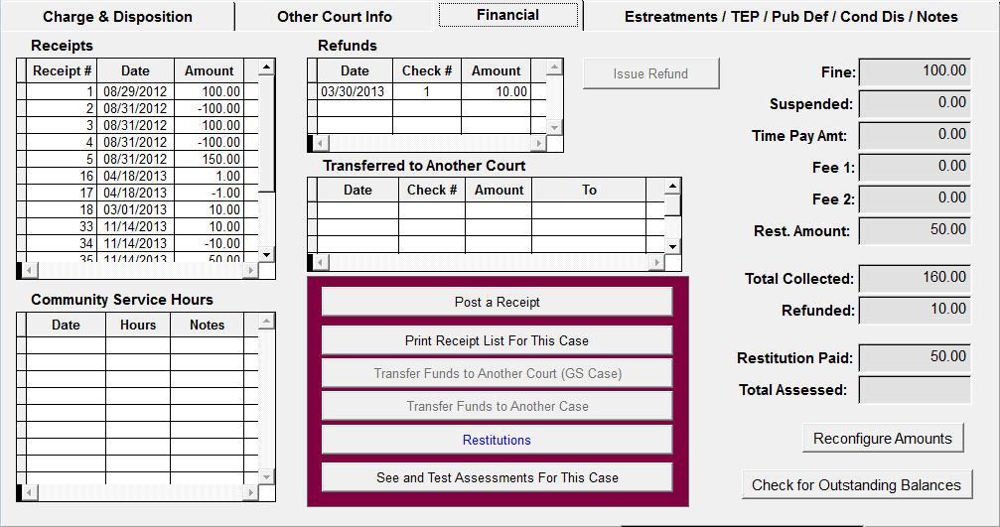 Charge & Disposition
Other Court Info
Financial
Estreatments / TEP / Pub Def / Cond Dis / Notes
Receipts
Receipt # Date Amount
1 08/29/2012 100.00
2 08/31/2012 -100.00
3 08/31/2012 100.00
4 08/31/2012 -100.00
5 08/31/2012 150.00
16 04/18/2013 1.00
17 04/18/2013 -1.00
18 03/01/2013 10.00
33 11/14/2013 10.00
34 11/14/2013 -10.00
35 11/14/2013 50.00
Community Service Hours
Date Hours Notes
Refunds
Date Check # Amount
03/30/2013 1 10.00
Issue Refund
Transferred to Another Court
Date Check # Amount To
Post a Receipt
Print Receipt List For This Case
Transfer Funds to Another Court (GS Case)
Transfer Funds to Another Case
Restitutions
See and Test Assessments For This Case
Fine: 100.00
Suspended: 0.00
Time Pay Amt: 0.00
Fee 1: 0.00
Fee 2: 0.00
Rest. Amount: 50.00
Total Collected: 160.00
Refunded: 10.00
Restitution Paid: 50.00
Total Assessed:
Reconfigure Amounts
Check for Outstanding Balances